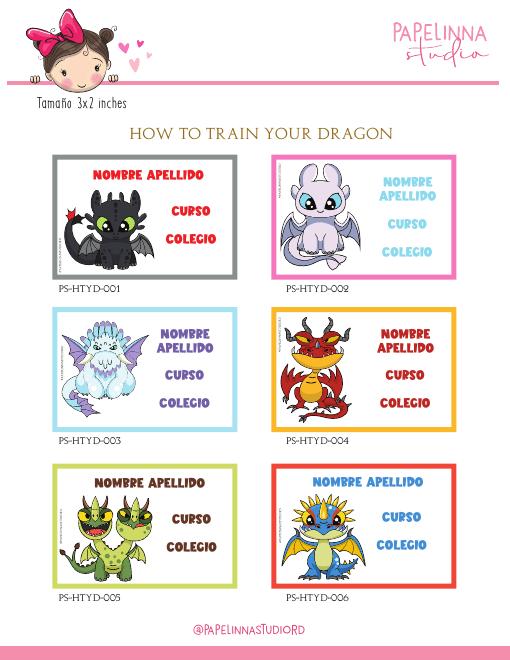 PAPELINNA
studio
Tamaño 3x2 inches
HOW TO TRAIN YOUR DRAGON
NOMBRE APELLIDO
CURSO
COLEGIO
PS-HTYD-001
NOMBRE
APELLIDO
CURSO
COLEGIO
PS-HTYD-002
NOMBRE
APELLIDO
CURSO
COLEGIO
PS-HTYD-003
NOMBRE
APELLIDO
CURSO
COLEGIO
PS-HTYD-004
NOMBRE APELLIDO
CURSO
COLEGIO
PS-HTYD-005
NOMBRE APELLIDO
CURSO
COLEGIO
PS-HTYD-006
@PAPELINNASTUDIORD